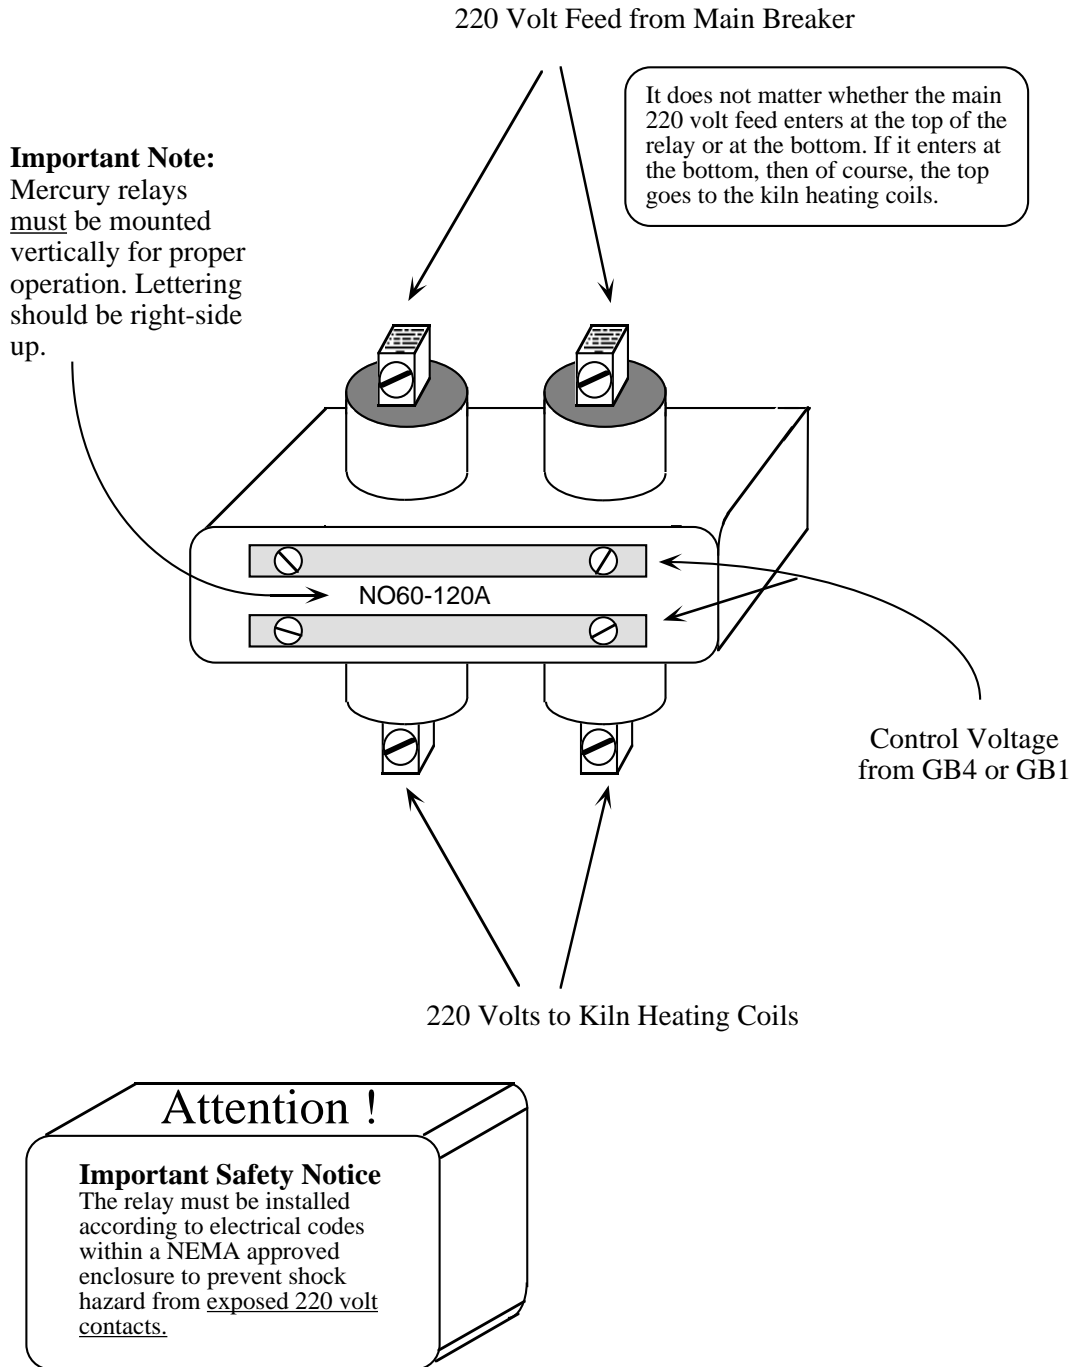 220 Volt Feed from Main Breaker
It does not matter whether the main
220 volt feed enters at the top of the
relay or at the bottom. If it enters at
the bottom, then of course, the top
goes to the kiln heating coils.
Important Note:
Mercury relays
must be mounted
vertically for proper
operation. Lettering
should be right-side
up.
NO60-120A
Control Voltage
from GB4 or GB1
220 Volts to Kiln Heating Coils
Attention !
Important Safety Notice
The relay must be installed
according to electrical codes
within a NEMA approved
enclosure to prevent shock
hazard from exposed 220 volt
contacts.